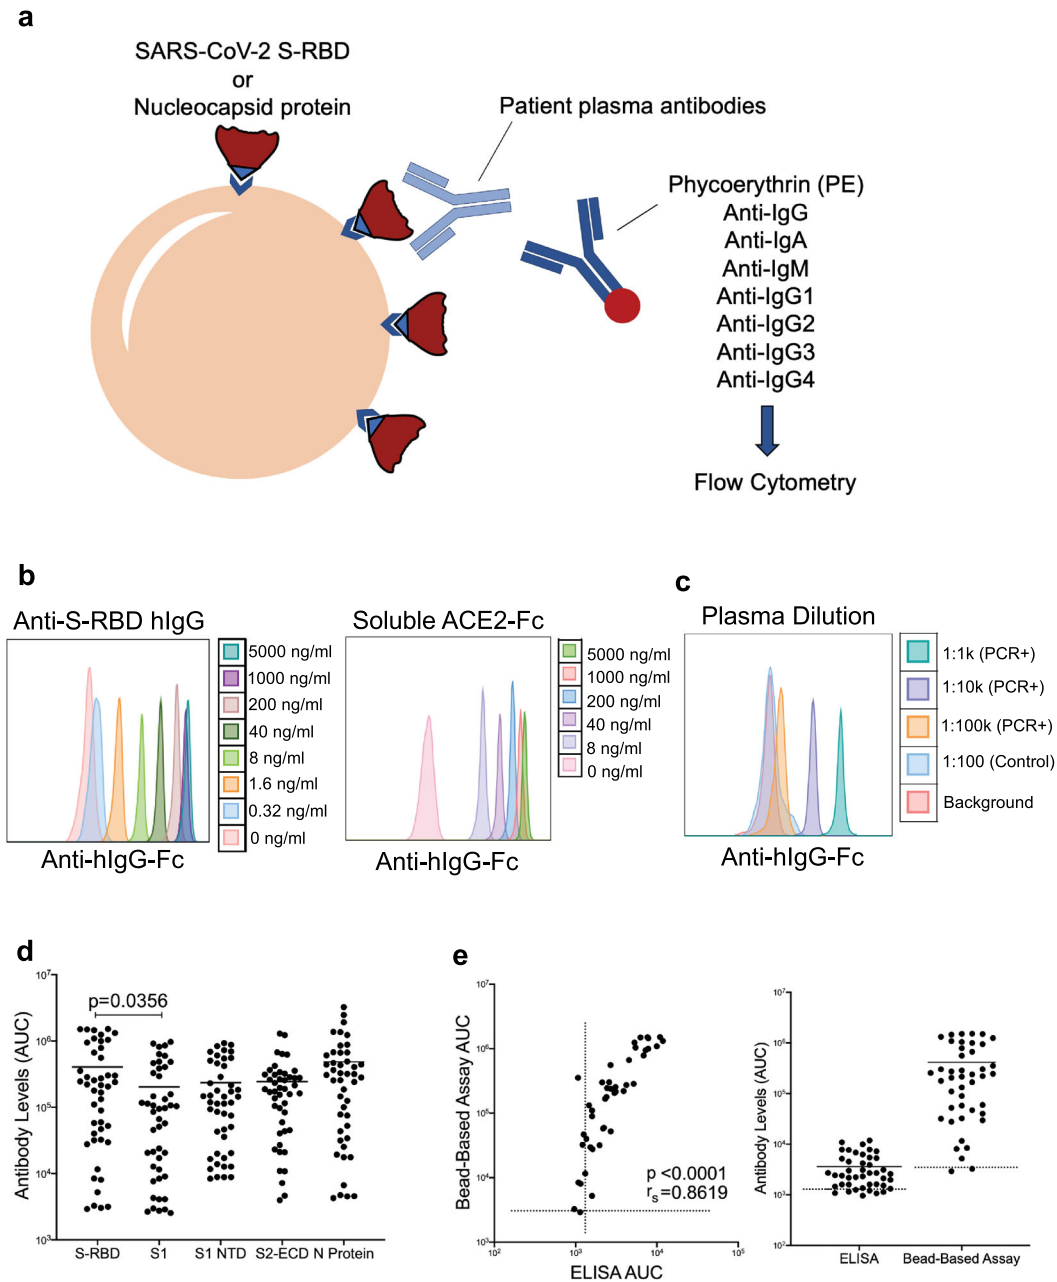 a
SARS-CoV-2 S-RBD
or
Nucleocapsid protein
Patient plasma antibodies
Phycoerythrin (PE)
Anti-IgG
Anti-IgA
Anti-IgM
Anti-IgG1
Anti-IgG2
Anti-IgG3
Anti-IgG4
Flow Cytometry
b
Anti-S-RBD hIgG
5000 ng/ml
1000 ng/ml
200 ng/ml
40 ng/ml
8 ng/ml
1.6 ng/ml
0.32 ng/ml
0 ng/ml
Anti-hIgG-Fc
Soluble ACE2-Fc
5000 ng/ml
1000 ng/ml
200 ng/ml
40 ng/ml
8 ng/ml
0 ng/ml
Anti-hIgG-Fc
c
Plasma Dilution
1:1k (PCR+)
1:10k (PCR+)
1:100k (PCR+)
1:100 (Control)
Background
Anti-hIgG-Fc
d
Antibody Levels (AUC)
10⁷
10⁶
10⁵
10⁴
10³
p=0.0356
S-RBD S1 S1 NTD S2-ECD N Protein
e
Bead-Based Assay AUC
10⁷
10⁶
10⁵
10⁴
10³
p <0.0001
rₛ=0.8619
10² 10³ 10⁴ 10⁵
ELISA AUC
Antibody Levels (AUC)
10⁷
10⁶
10⁵
10⁴
10³
10²
ELISA Bead-Based Assay